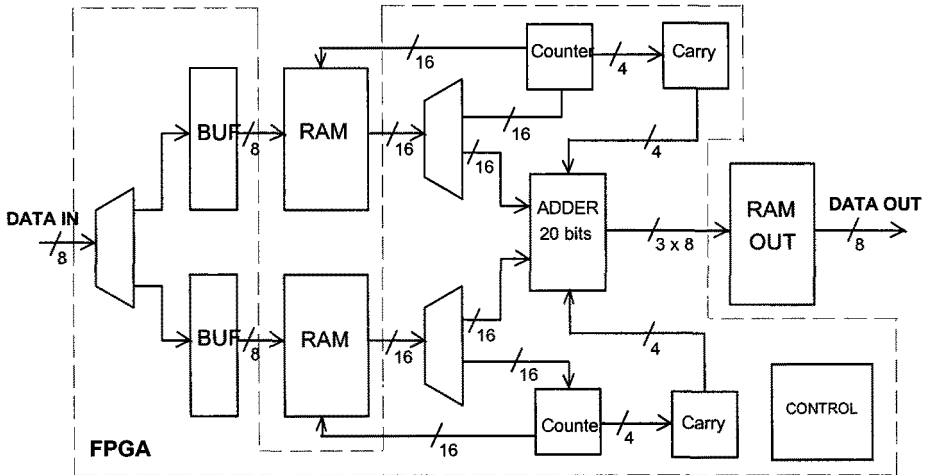 Counter
4
Carry
16
BUF
8
RAM
16
16
16
4
DATA IN
8
ADDER
20 bits
3 x 8
RAM
OUT
DATA OUT
8
BUF
8
RAM
16
16
16
4
Counte
4
Carry
CONTROL
16
FPGA